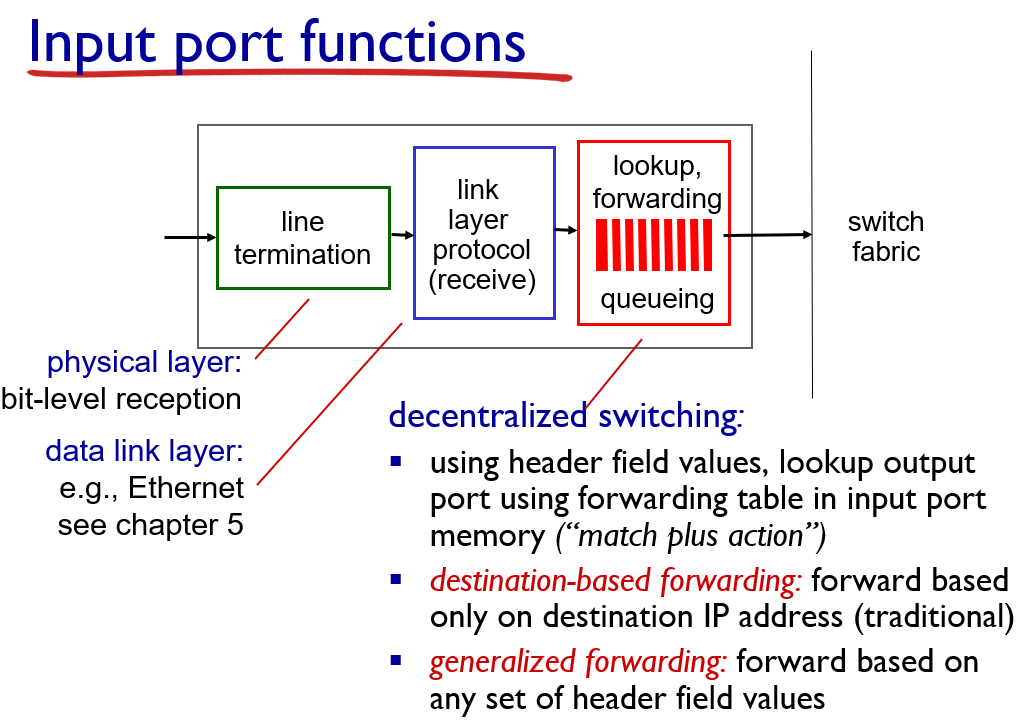 Input port functions
line
termination
link
layer
protocol
(receive)
lookup,
forwarding
queueing
switch
fabric
physical layer:
bit-level reception
data link layer:
e.g., Ethernet
see chapter 5
decentralized switching:
using header field values, lookup output
port using forwarding table in input port
memory (“match plus action”)
destination-based forwarding: forward based
only on destination IP address (traditional)
generalized forwarding: forward based on
any set of header field values